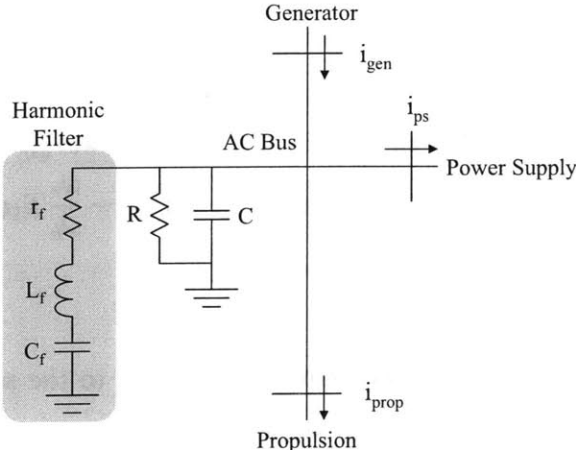 Generator
i_gen
Harmonic
Filter
AC Bus
i_ps
Power Supply
r_f
R
C
L_f
C_f
i_prop
Propulsion